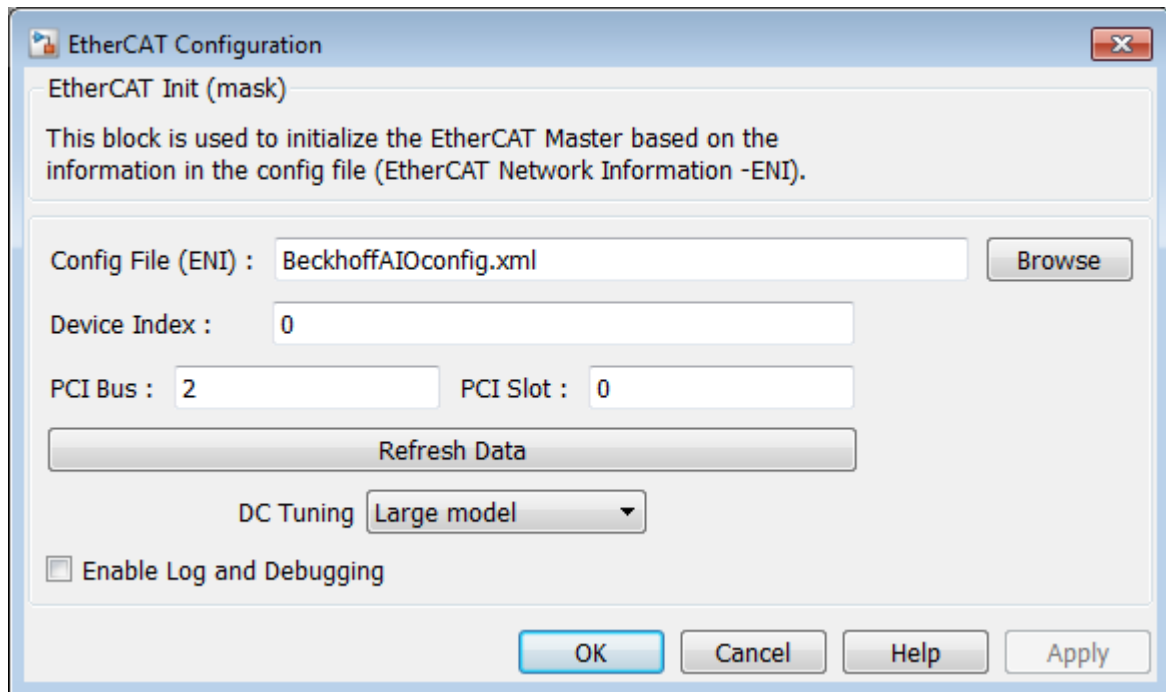 EtherCAT Configuration
EtherCAT Init (mask)
This block is used to initialize the EtherCAT Master based on the
information in the config file (EtherCAT Network Information -ENI).
Config File (ENI) : BeckhoffAIOconfig.xml Browse
Device Index : 0
PCI Bus : 2 PCI Slot : 0
Refresh Data
DC Tuning Large model
Enable Log and Debugging
OK Cancel Help Apply